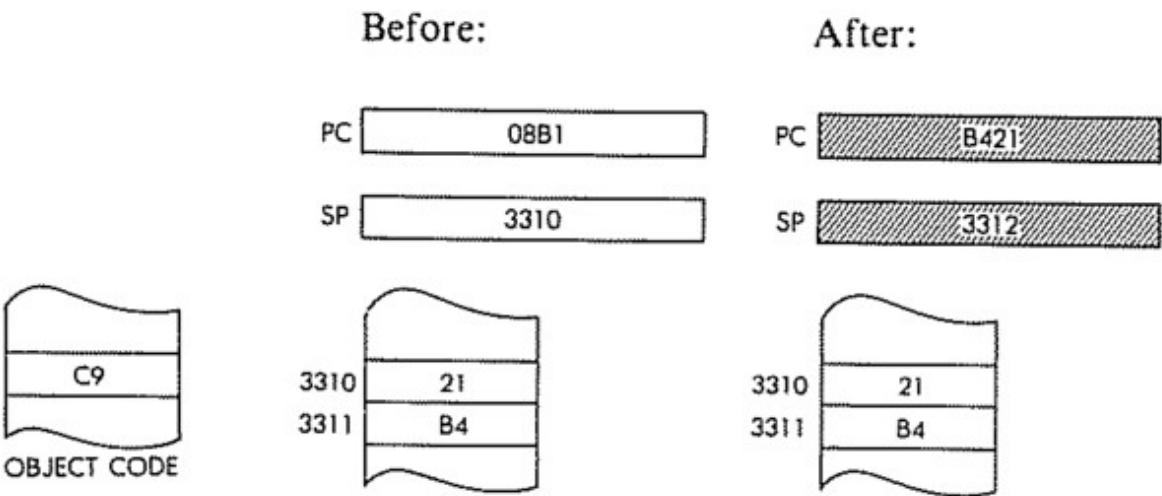 Before:
After:
PC 08B1
PC B421
SP 3310
SP 3312
C9
OBJECT CODE
3310 21
3311 B4
3310 21
3311 B4